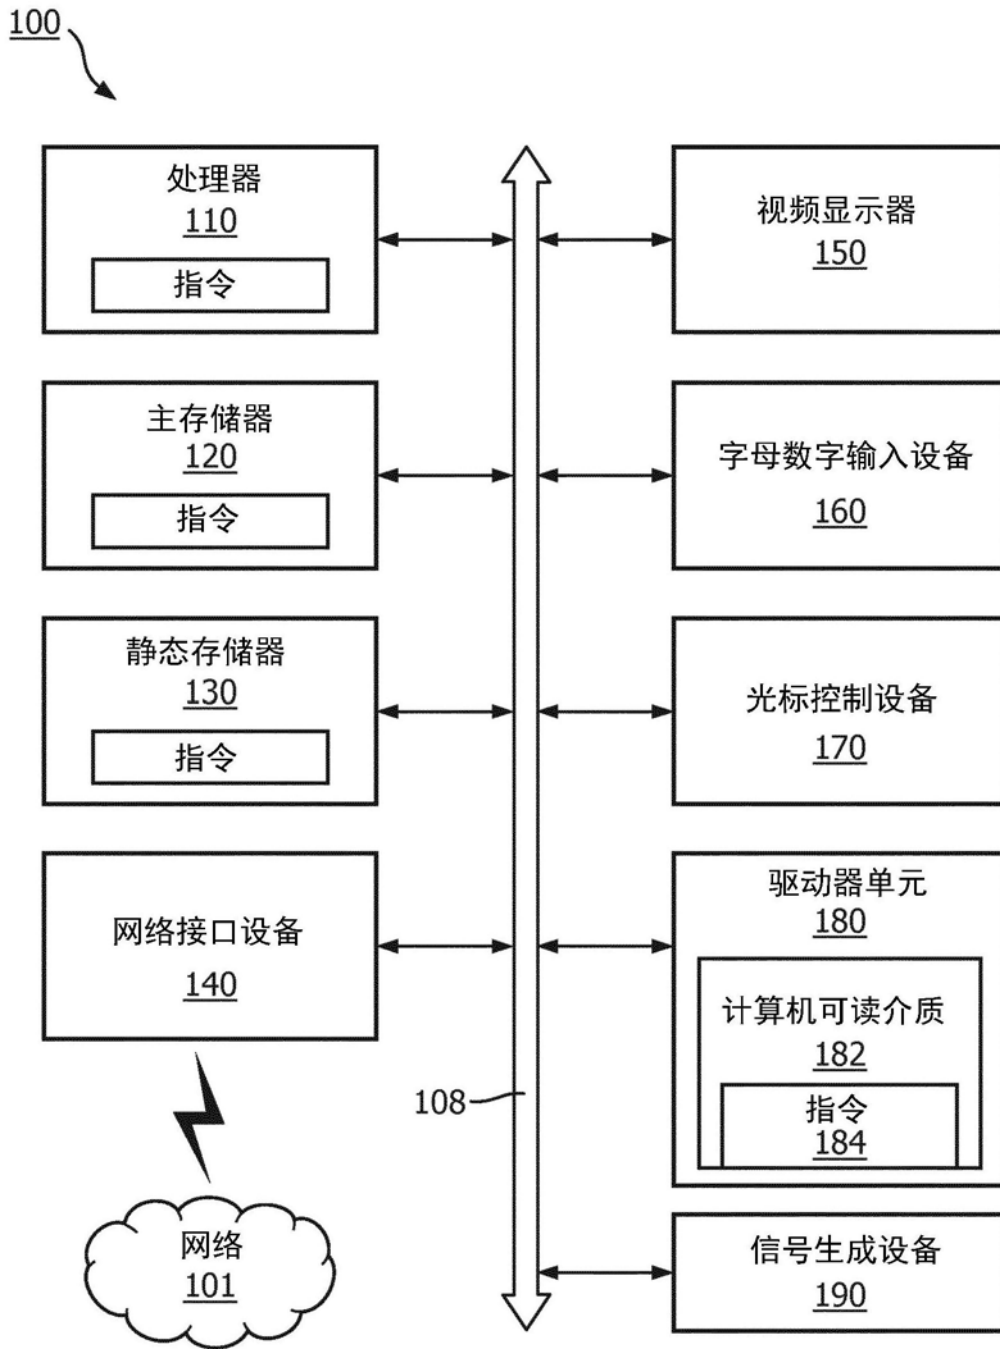 100
处理器
110
指令
主存储器
120
指令
静态存储器
130
指令
网络接口设备
140
网络
101
108
视频显示器
150
字母数字输入设备
160
光标控制设备
170
驱动器单元
180
计算机可读介质
182
指令
184
信号生成设备
190